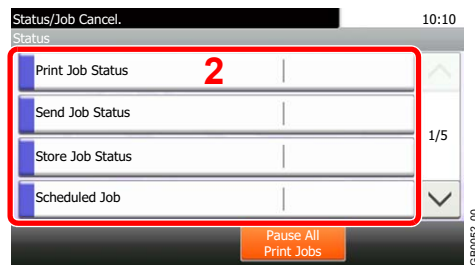 Status/Job Cancel.
10:10
Status
Print Job Status
2
Send Job Status
1/5
Store Job Status
Scheduled Job
Pause All
Print Jobs
GB0052_00